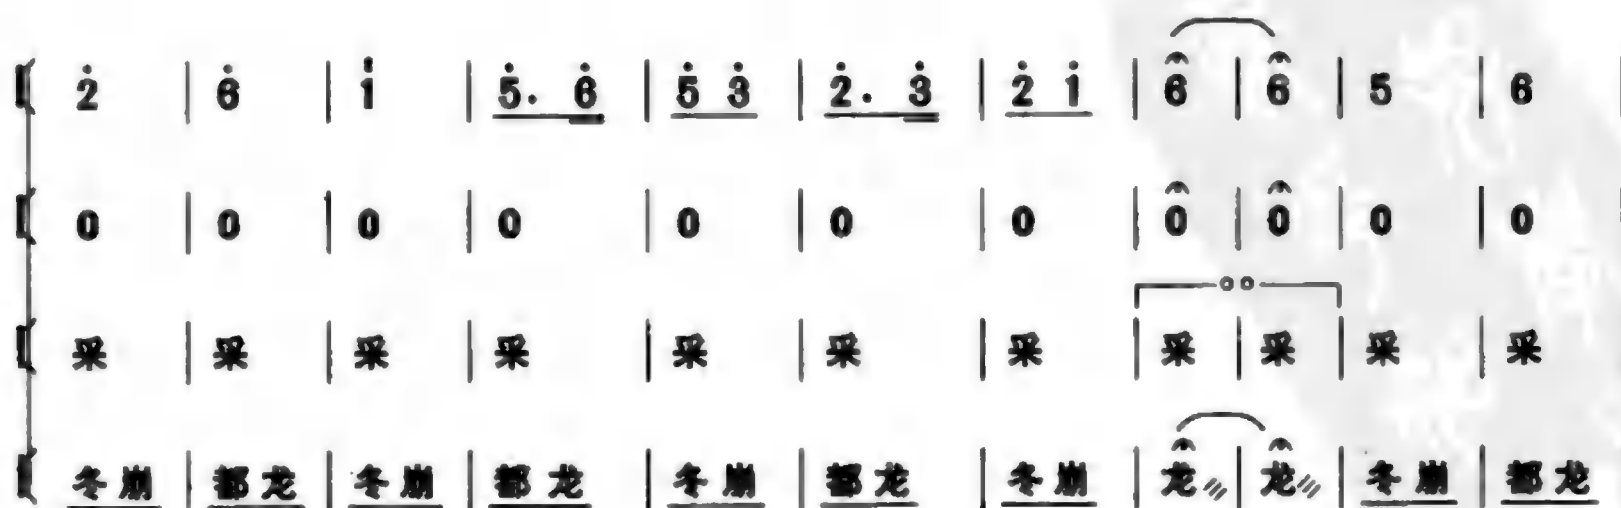 2̇ | 6̇ | 1̇ | 5̇. 6̇ | 5̇ 3̇ | 2̇. 3̇ | 2̇ 1̇ | 6 | 6 | 5 | 6
0 | 0 | 0 | 0 | 0 | 0 | 0 | 0 | 0 | 0 | 0
采 | 采 | 采 | 采 | 采 | 采 | 采 | 采 | 采 | 采 | 采
冬崩 | 都龙 | 冬崩 | 都龙 | 冬崩 | 都龙 | 冬崩 | 龙 | 龙 | 冬崩 | 都龙